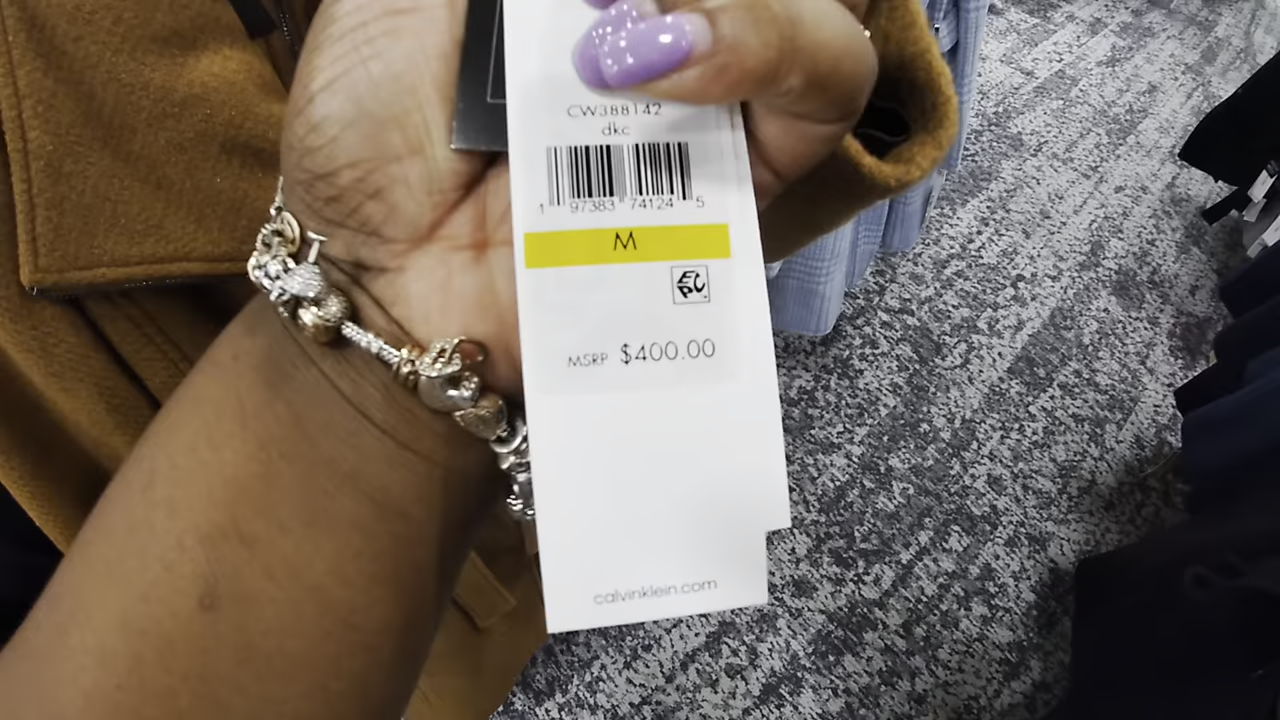 CW388142
dkc
1 97383 74124 5
M
EPC
MSRP $400.00
calvinklein.com